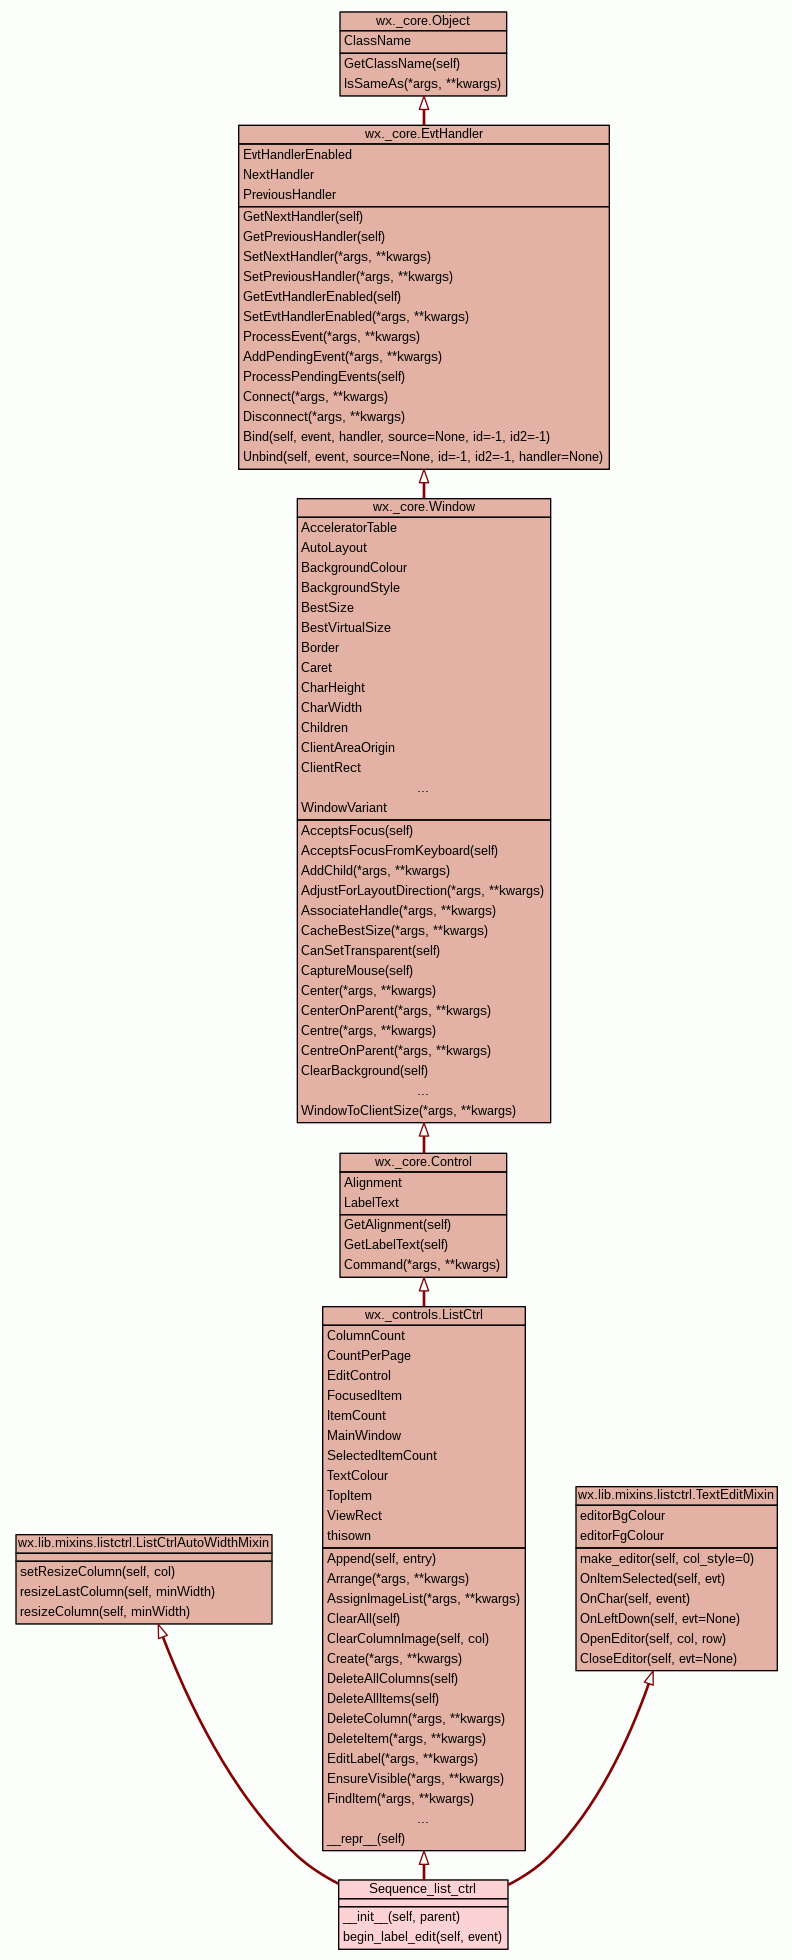 wx._core.Object
ClassName
GetClassName(self)
IsSameAs(*args, **kwargs)
wx._core.EvtHandler
EvtHandlerEnabled
NextHandler
PreviousHandler
GetNextHandler(self)
GetPreviousHandler(self)
SetNextHandler(*args, **kwargs)
SetPreviousHandler(*args, **kwargs)
GetEvtHandlerEnabled(self)
SetEvtHandlerEnabled(*args, **kwargs)
ProcessEvent(*args, **kwargs)
AddPendingEvent(*args, **kwargs)
ProcessPendingEvents(self)
Connect(*args, **kwargs)
Disconnect(*args, **kwargs)
Bind(self, event, handler, source=None, id=-1, id2=-1)
Unbind(self, event, source=None, id=-1, id2=-1, handler=None)
wx._core.Window
AcceleratorTable
AutoLayout
BackgroundColour
BackgroundStyle
BestSize
BestVirtualSize
Border
Caret
CharHeight
CharWidth
Children
ClientAreaOrigin
ClientRect
...
WindowVariant
AcceptsFocus(self)
AcceptsFocusFromKeyboard(self)
AddChild(*args, **kwargs)
AdjustForLayoutDirection(*args, **kwargs)
AssociateHandle(*args, **kwargs)
CacheBestSize(*args, **kwargs)
CanSetTransparent(self)
CaptureMouse(self)
Center(*args, **kwargs)
CenterOnParent(*args, **kwargs)
Centre(*args, **kwargs)
CentreOnParent(*args, **kwargs)
ClearBackground(self)
...
WindowToClientSize(*args, **kwargs)
wx._core.Control
Alignment
LabelText
GetAlignment(self)
GetLabelText(self)
Command(*args, **kwargs)
wx._controls.ListCtrl
ColumnCount
CountPerPage
EditControl
FocusedItem
ItemCount
MainWindow
SelectedItemCount
TextColour
TopItem
ViewRect
thisown
Append(self, entry)
Arrange(*args, **kwargs)
AssignImageList(*args, **kwargs)
ClearAll(self)
ClearColumnImage(self, col)
Create(*args, **kwargs)
DeleteAllColumns(self)
DeleteAllItems(self)
DeleteColumn(*args, **kwargs)
DeleteItem(*args, **kwargs)
EditLabel(*args, **kwargs)
EnsureVisible(*args, **kwargs)
FindItem(*args, **kwargs)
...
__repr__(self)
wx.lib.mixins.listctrl.ListCtrlAutoWidthMixin
setResizeColumn(self, col)
resizeLastColumn(self, minWidth)
resizeColumn(self, minWidth)
wx.lib.mixins.listctrl.TextEditMixin
editorBgColour
editorFgColour
make_editor(self, col_style=0)
OnItemSelected(self, evt)
OnChar(self, event)
OnLeftDown(self, evt=None)
OpenEditor(self, col, row)
CloseEditor(self, evt=None)
Sequence_list_ctrl
__init__(self, parent)
begin_label_edit(self, event)